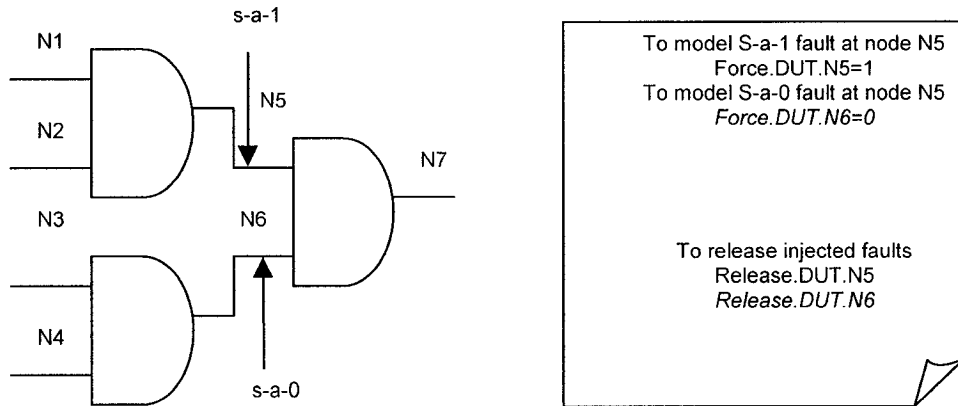 s-a-1
N1
N5
N2
N7
N3
N6
N4
s-a-0
To model S-a-1 fault at node N5
Force.DUT.N5=1
To model S-a-0 fault at node N5
Force.DUT.N6=0
To release injected faults
Release.DUT.N5
Release.DUT.N6